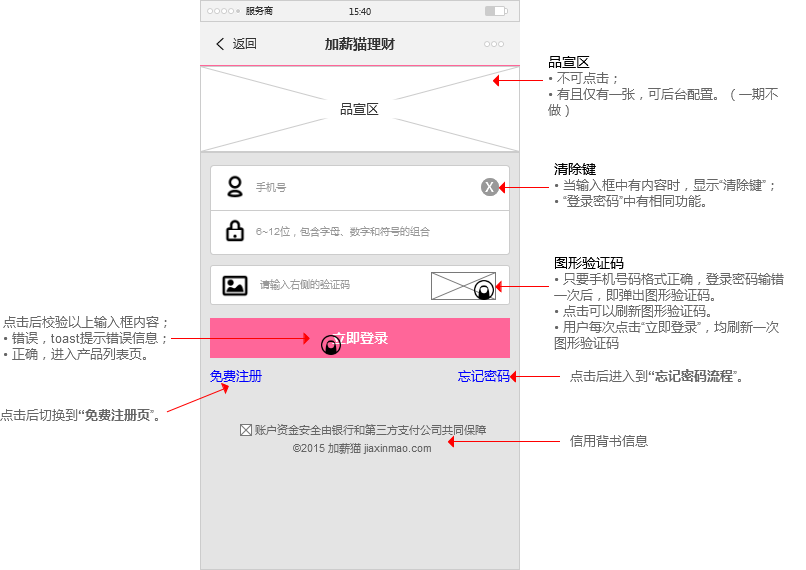 服务商
15:40
返回
加薪猫理财
品宣区
品宣区
• 不可点击；
• 有且仅有一张，可后台配置。（一期不
做）
手机号
X
清除键
• 当输入框中有内容时，显示“清除键”；
• “登录密码”中有相同功能。
6~12位，包含字母、数字和符号的组合
请输入右侧的验证码
图形验证码
• 只要手机号码格式正确，登录密码输错
一次后，即弹出图形验证码。
• 点击可以刷新图形验证码。
• 用户每次点击“立即登录”，均刷新一次
图形验证码
点击后校验以上输入框内容；
• 错误，toast提示错误信息；
• 正确，进入产品列表页。
立即登录
免费注册
忘记密码
点击后进入到“忘记密码流程”。
点击后切换到“免费注册页”。
账户资金安全由银行和第三方支付公司共同保障
©2015 加薪猫 jiaxinmao.com
信用背书信息